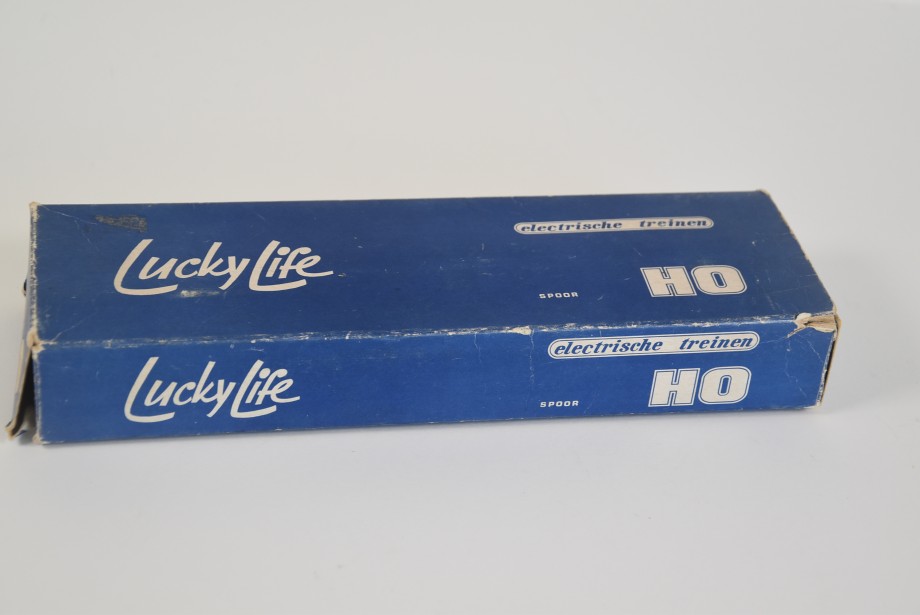 Lucky Life
electrische treinen
SPOOR HO
Lucky Life
electrische treinen
SPOOR HO